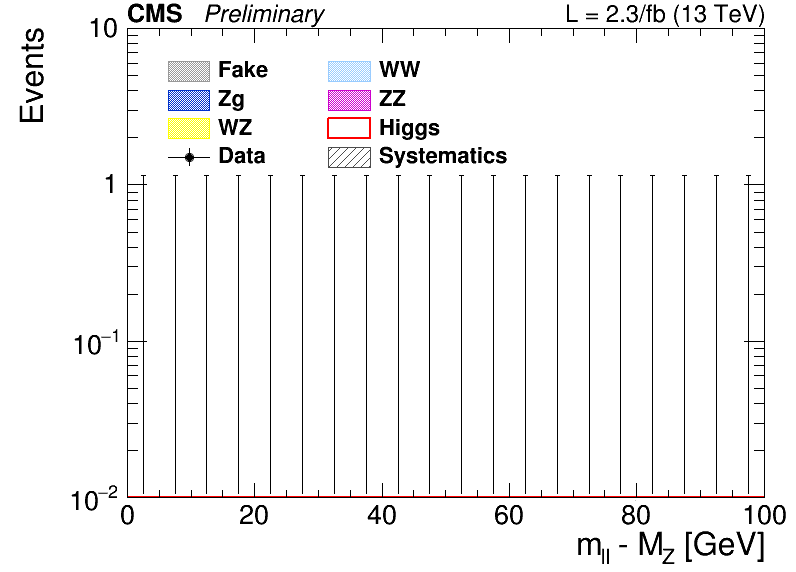 CMS Preliminary L = 2.3/fb (13 TeV)
Events
10
1
10⁻¹
10⁻²
Fake WW
Zg ZZ
WZ Higgs
Data Systematics
0 20 40 60 80 100
m_ll - M_Z [GeV]